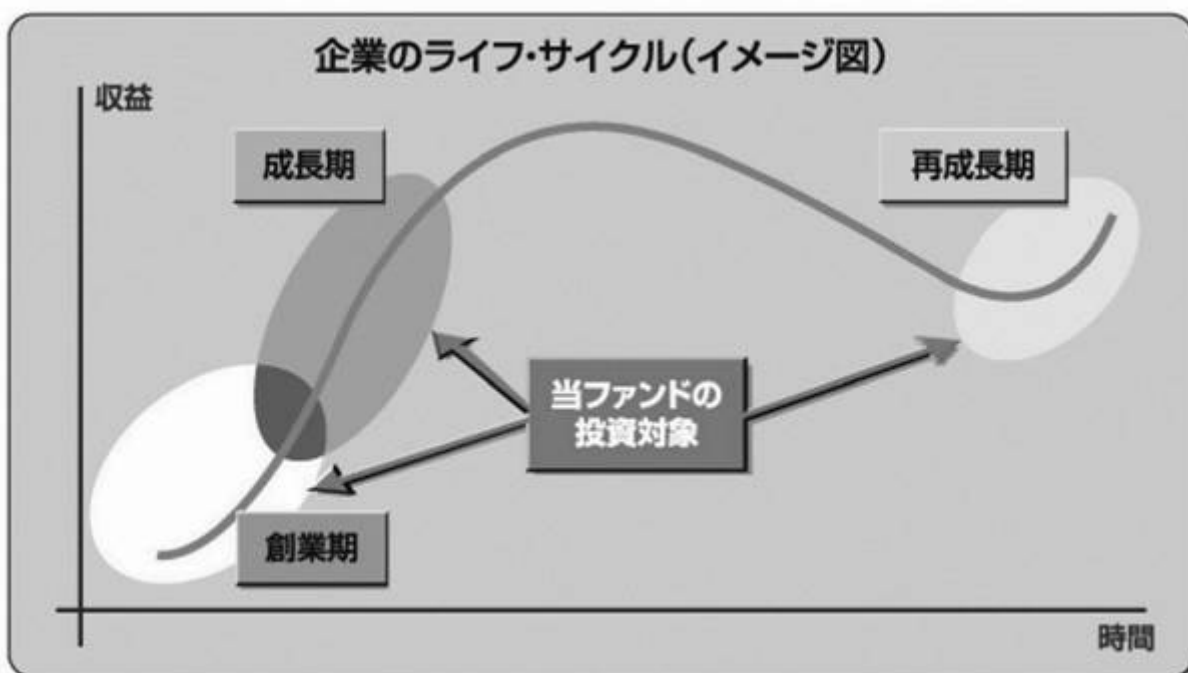 企業のライフ・サイクル(イメージ図)
収益
成長期
再成長期
当ファンドの
投資対象
創業期
時間